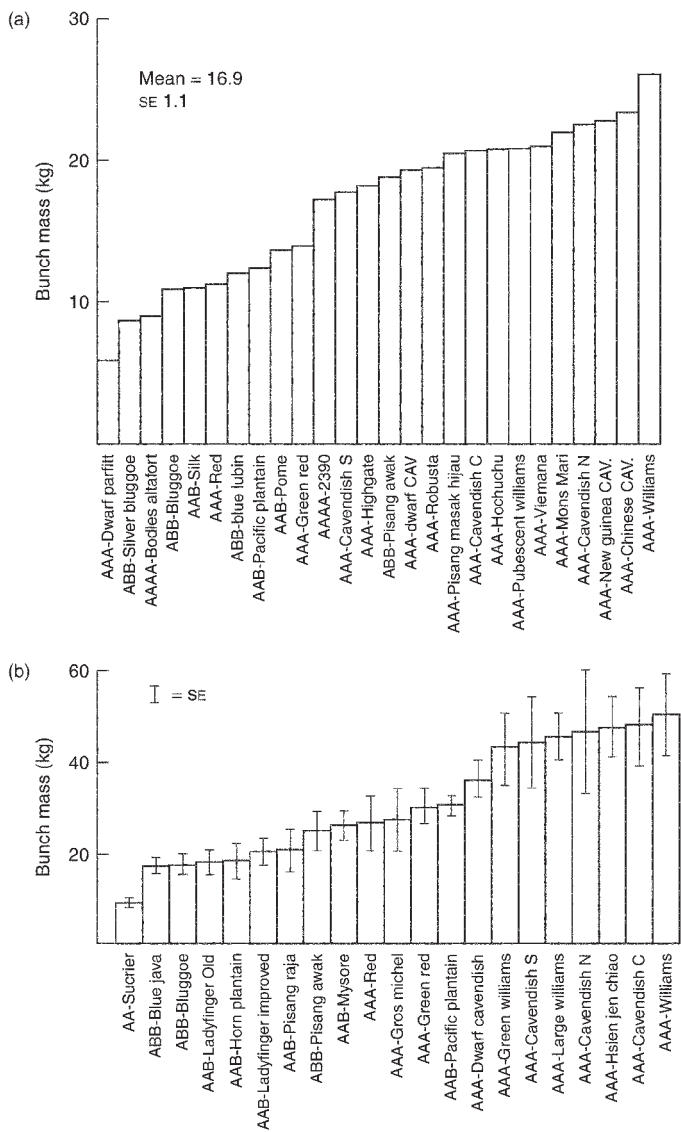 (a)
30
20
10
Bunch mass (kg)
Mean = 16.9
SE 1.1
AAA-Dwarf parfitt
ABB-Silver bluggoe
AAAA-Bodles altafort
ABB-Bluggoe
AAB-Silk
AAA-Red
ABB-blue lubin
AAB-Pacific plantain
AAB-Pome
AAA-Green red
AAAA-2390
AAA-Cavendish S
AAA-Highgate
ABB-Pisang awak
AAA-dwarf CAV
AAA-Robusta
AAA-Pisang masak hijau
AAA-Cavendish C
AAA-Hochuchu
AAA-Pubescent williams
AAA-Viemana
AAA-Mons Mari
AAA-Cavendish N
AAA-New guinea CAV.
AAA-Chinese CAV.
AAA-Williams
(b)
60
40
20
Bunch mass (kg)
= SE
AA-Sucrier
ABB-Blue java
ABB-Bluggoe
AAB-Ladyfinger Old
AAB-Horn plantain
AAB-Ladyfinger improved
AAB-Pisang raja
ABB-Pisang awak
AAB-Mysore
AAA-Red
AAA-Gros michel
AAA-Green red
AAB-Pacific plantain
AAA-Dwarf cavendish
AAA-Green williams
AAA-Cavendish S
AAA-Large williams
AAA-Cavendish N
AAA-Hsien jen chiao
AAA-Cavendish C
AAA-Williams